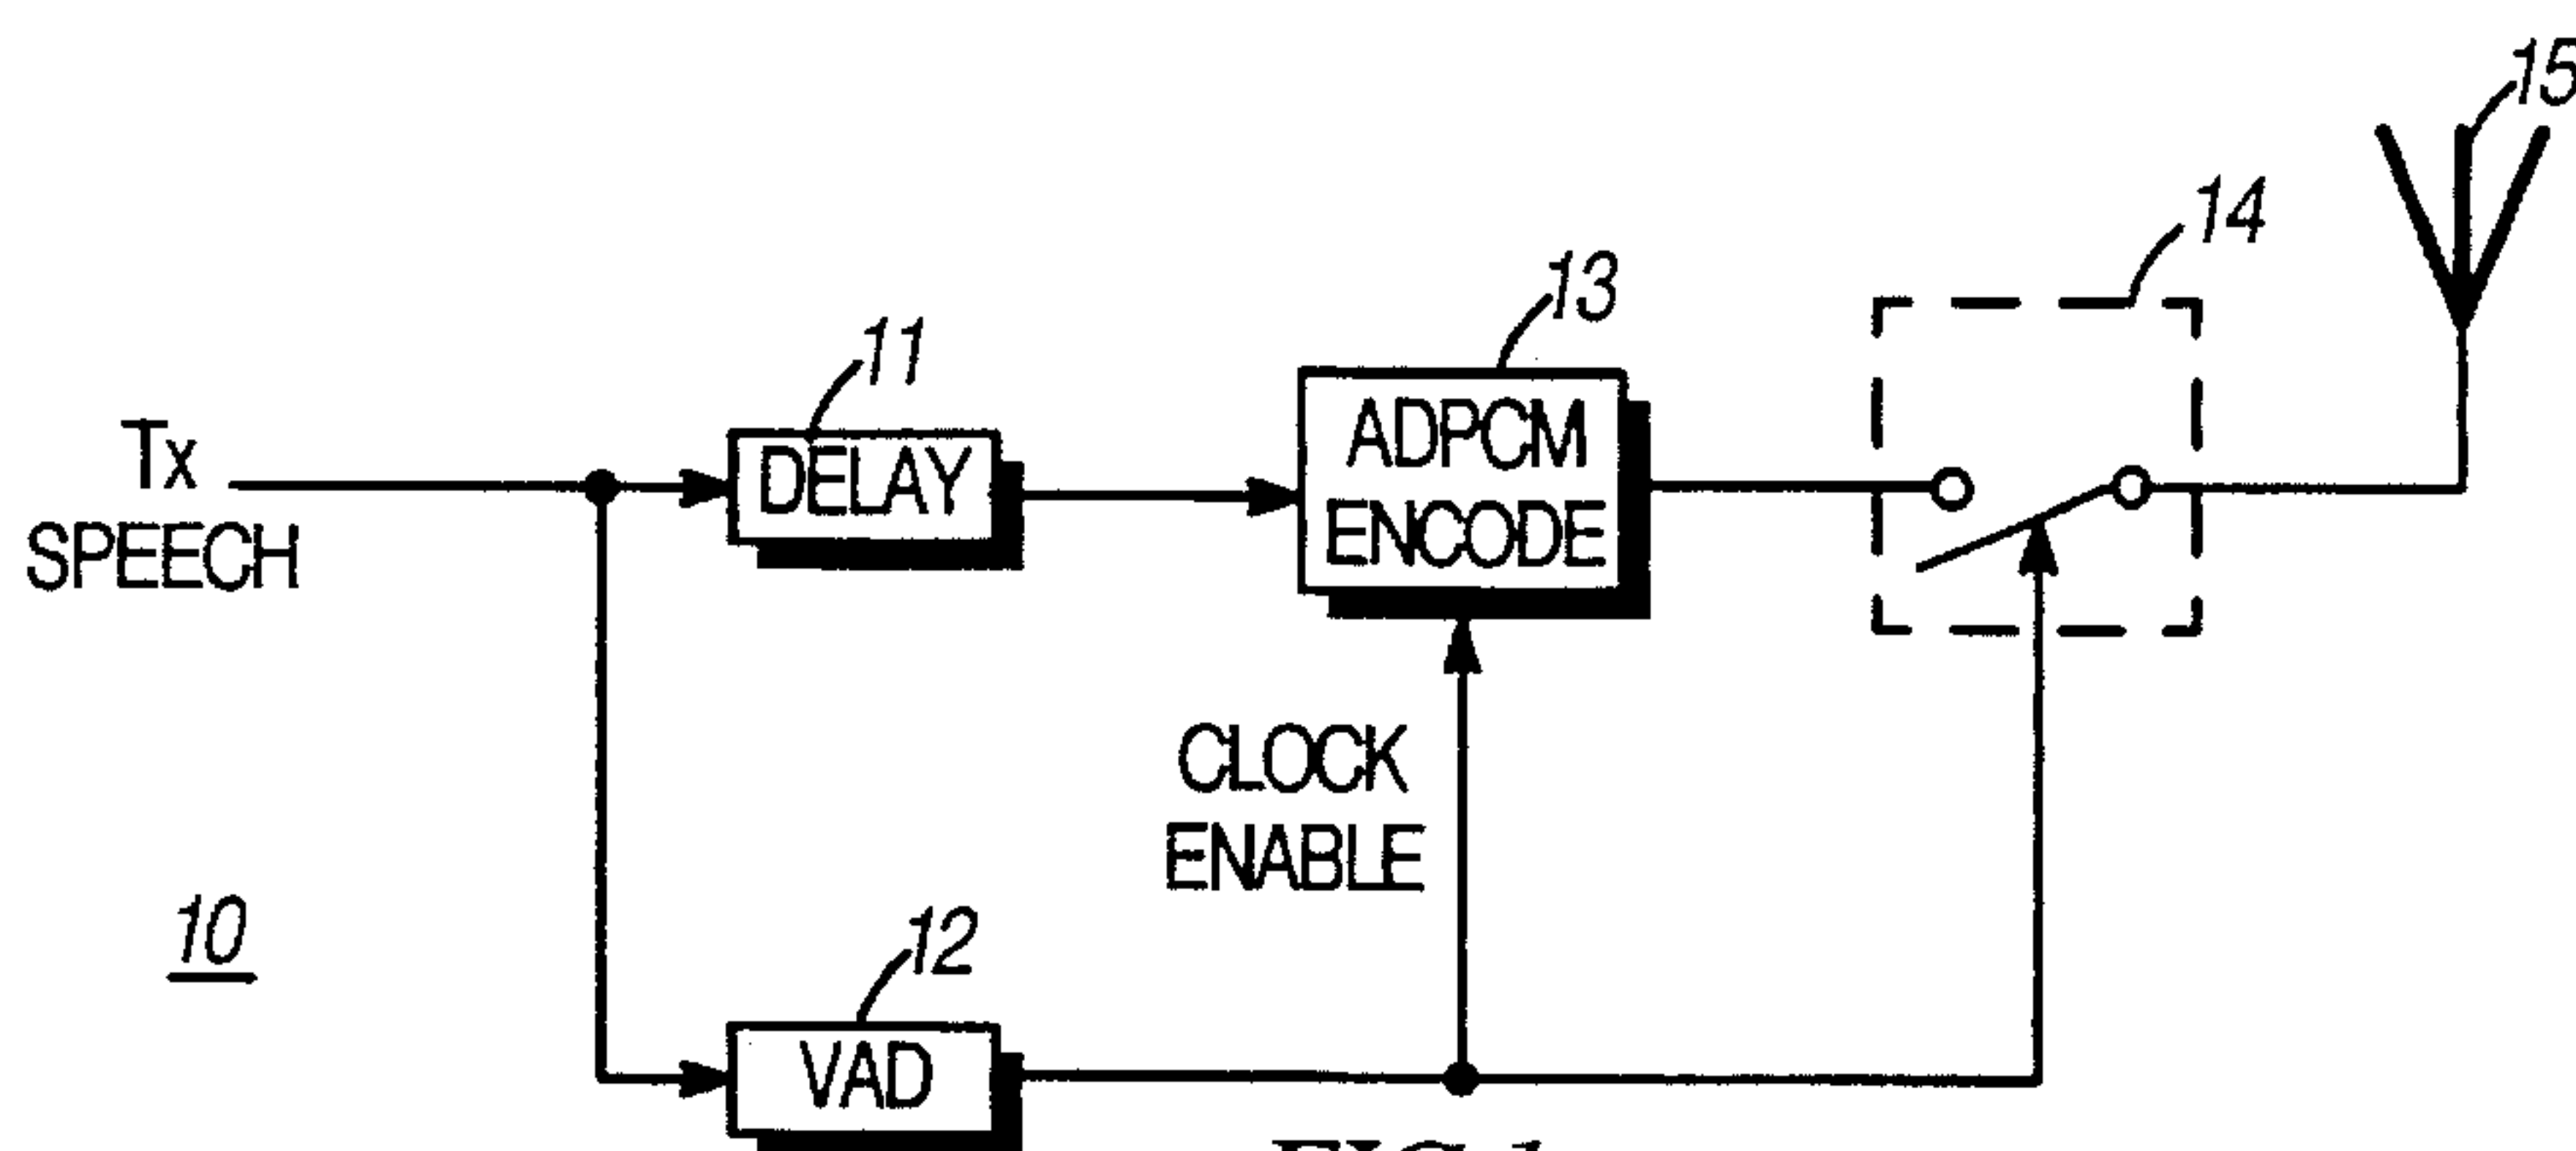 15
14
13
11
Tx
SPEECH
DELAY
ADPCM
ENCODE
CLOCK
ENABLE
10
12
VAD